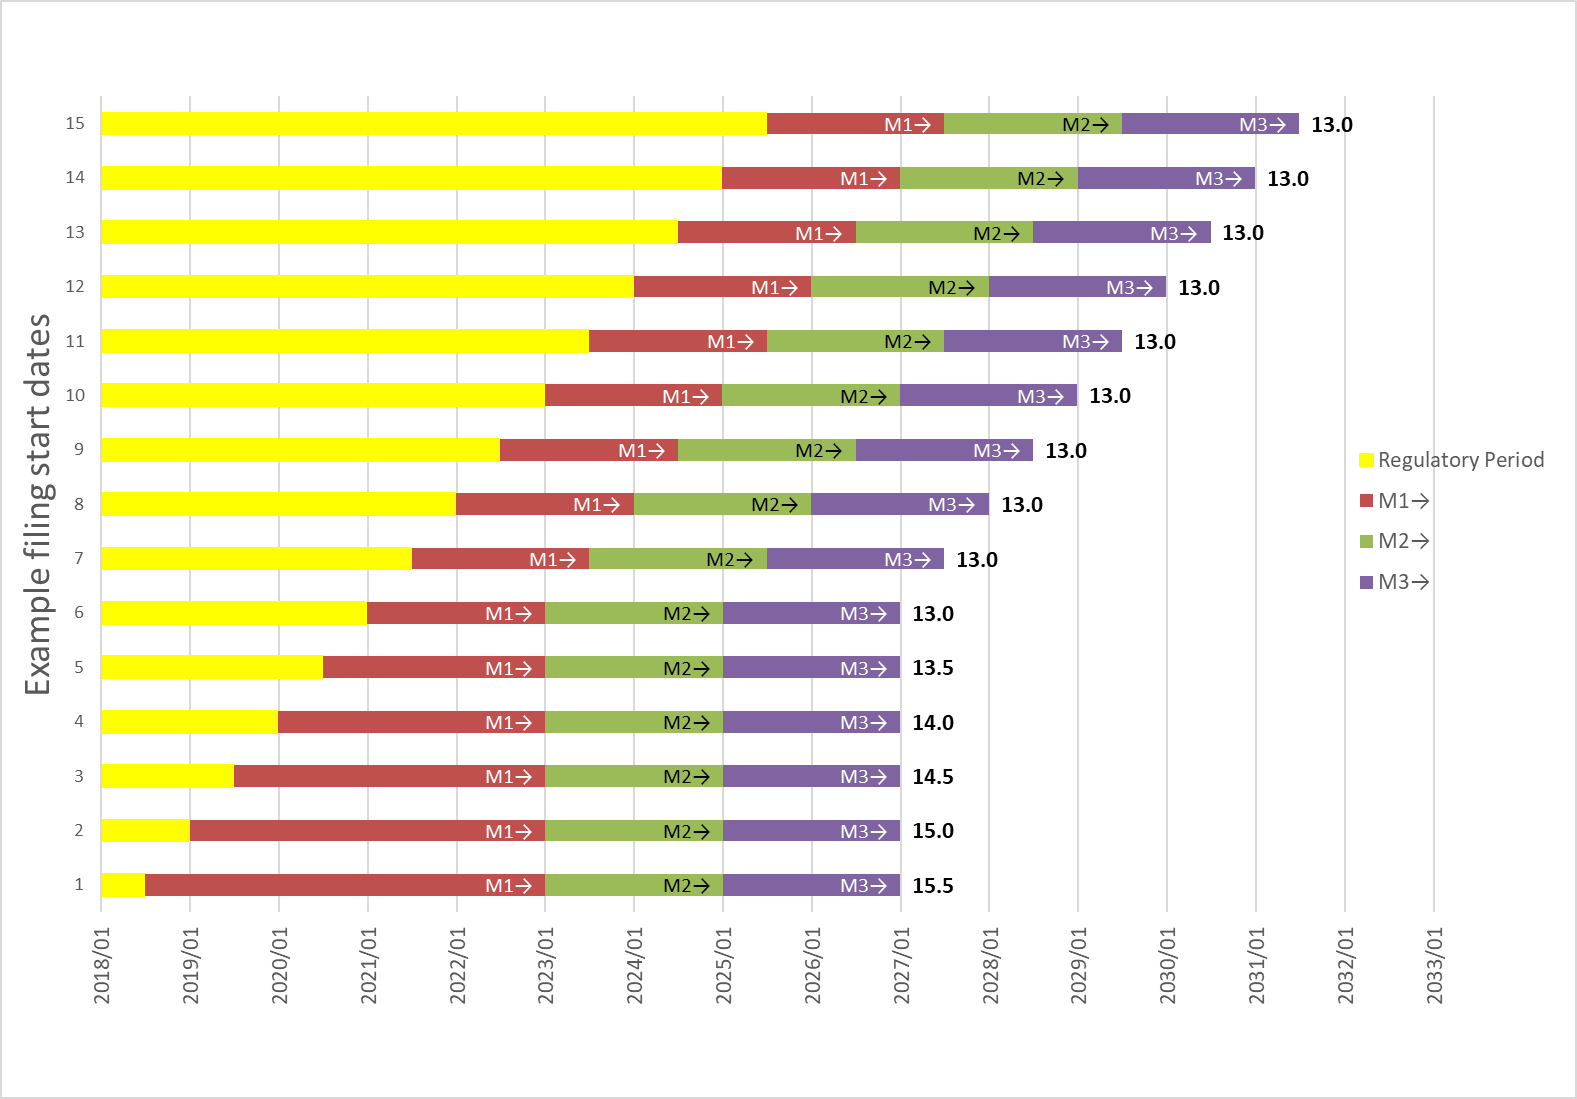 15 M1→ M2→ M3→ 13.0
14 M1→ M2→ M3→ 13.0
13 M1→ M2→ M3→ 13.0
12 M1→ M2→ M3→ 13.0
11 M1→ M2→ M3→ 13.0
10 M1→ M2→ M3→ 13.0
9 M1→ M2→ M3→ 13.0
8 M1→ M2→ M3→ 13.0
7 M1→ M2→ M3→ 13.0
6 M1→ M2→ M3→ 13.0
5 M1→ M2→ M3→ 13.5
4 M1→ M2→ M3→ 14.0
3 M1→ M2→ M3→ 14.5
2 M1→ M2→ M3→ 15.0
1 M1→ M2→ M3→ 15.5
Example filing start dates
2018/01
2019/01
2020/01
2021/01
2022/01
2023/01
2024/01
2025/01
2026/01
2027/01
2028/01
2029/01
2030/01
2031/01
2032/01
2033/01
Regulatory Period
M1→
M2→
M3→